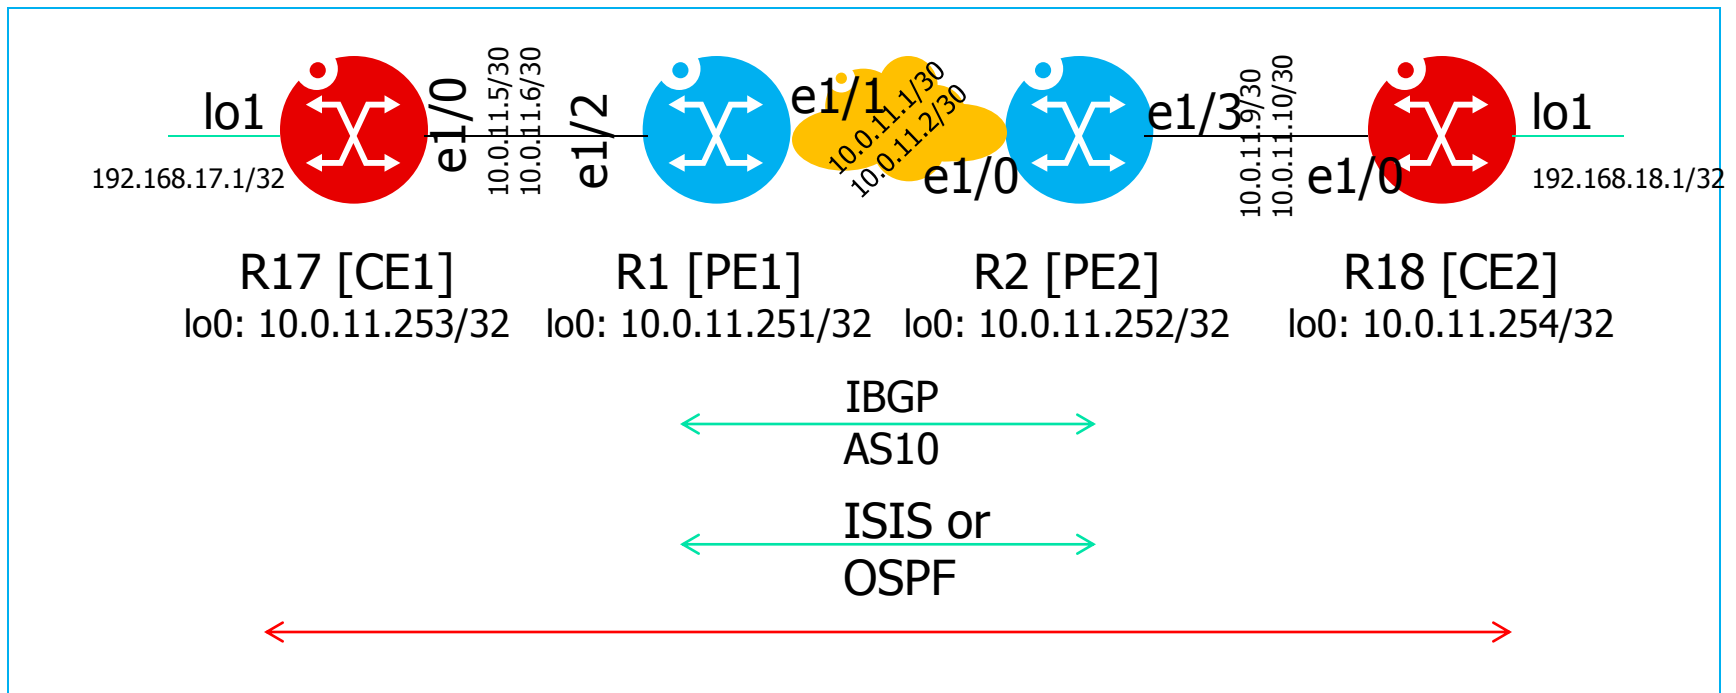 lo1
192.168.17.1/32
e1/0
10.0.11.5/30
10.0.11.6/30
e1/2
e1/1
10.0.11.1/30
10.0.11.2/30
e1/0
e1/3
10.0.11.9/30
10.0.11.10/30
e1/0
lo1
192.168.18.1/32
R17 [CE1]
lo0: 10.0.11.253/32
R1 [PE1]
lo0: 10.0.11.251/32
R2 [PE2]
lo0: 10.0.11.252/32
R18 [CE2]
lo0: 10.0.11.254/32
IBGP
AS10
ISIS or
OSPF